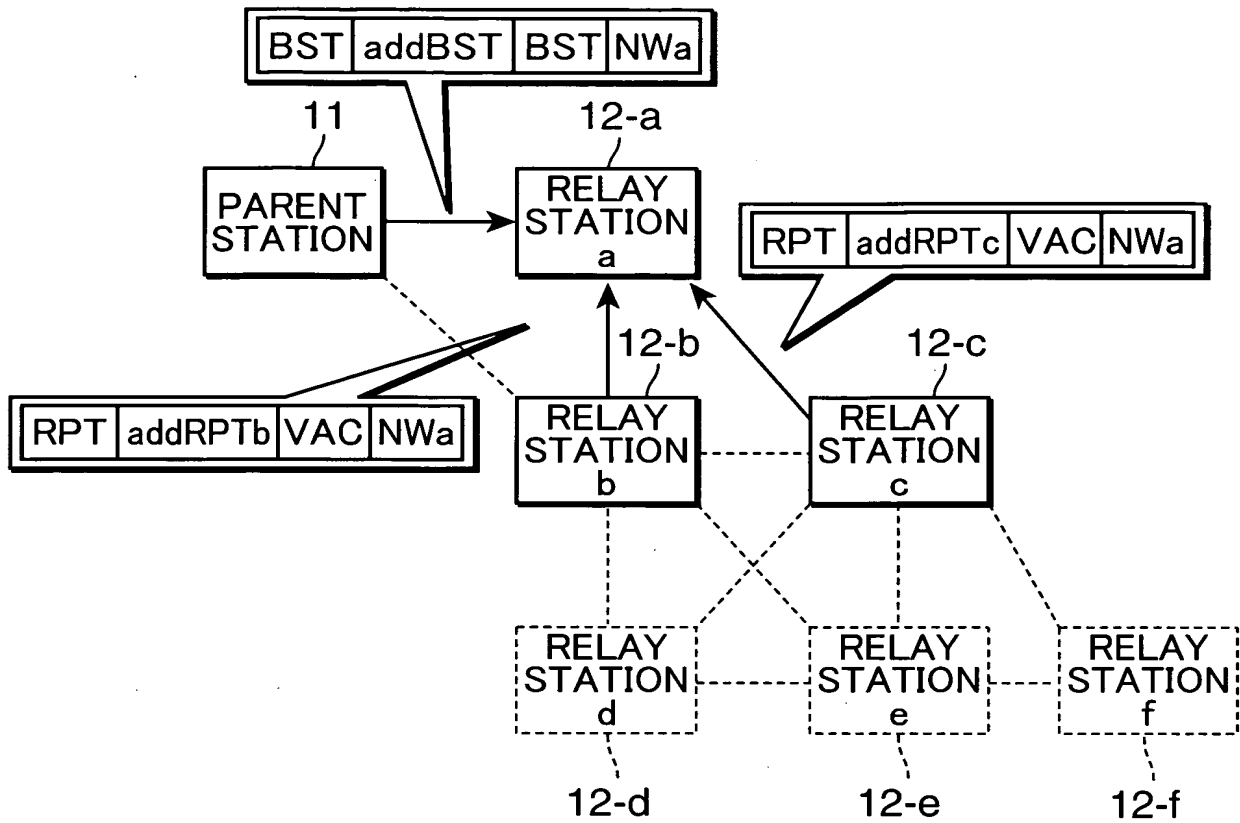 BST addBST BST NWa
11
12-a
PARENT
STATION
RELAY
STATION
a
RPT addRPTc VAC NWa
12-b
12-c
RPT addRPTb VAC NWa
RELAY
STATION
b
RELAY
STATION
c
RELAY
STATION
d
RELAY
STATION
e
RELAY
STATION
f
12-d
12-e
12-f